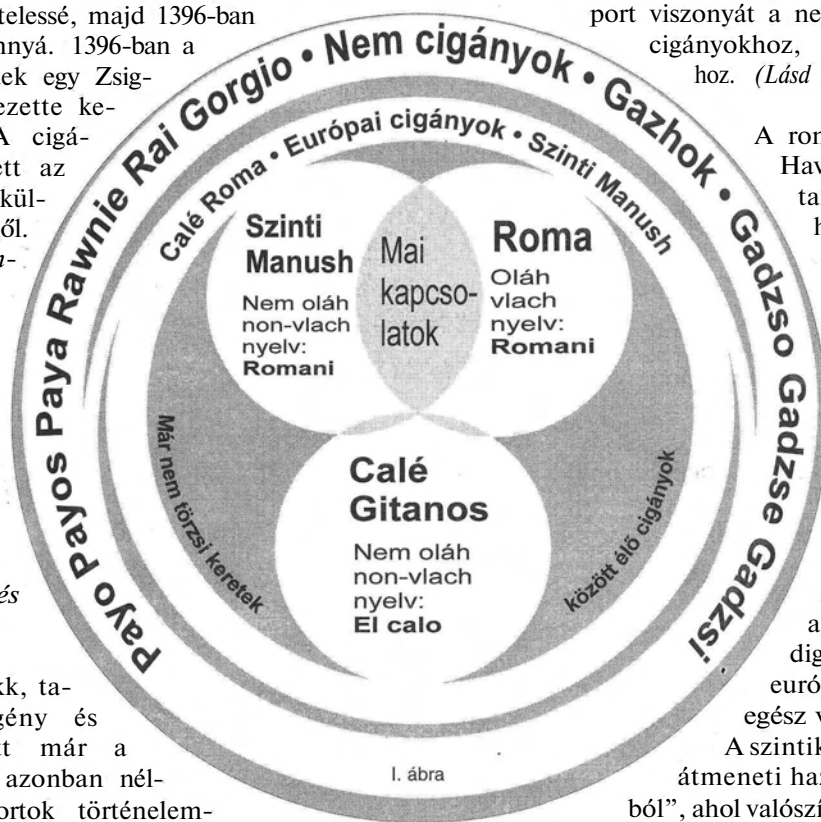 telessé, majd 1396-ban
nnyá. 1396-ban a
ek egy Zsig-
ezette ke-
A cigá-
ett az
kül-
ől.
n-
és
kk, ta-
gény és
tt már a
azonban nél-
ortok történelem-
Payo Payos Paya Rawnie Rai Gorgio • Nem cigányok • Gazhok • Gadzso Gadzse Gadzsi
Calé Roma • Európai cigányok • Szinti Manush
Szinti
Manush
Nem oláh
non-vlach
nyelv:
Romani
Mai
kapcso-
latok
Roma
Oláh
vlach
nyelv:
Romani
Calé
Gitanos
Nem oláh
non-vlach
nyelv:
El calo
Már nem törzsi keretek
között élő cigányok
I. ábra
port viszonyát a ne
cigányokhoz,
hoz. (Lásd
A rom
Hav
tal
h
a
dig
euró
egész v
A szintik
átmeneti haz
ból”, ahol valószí